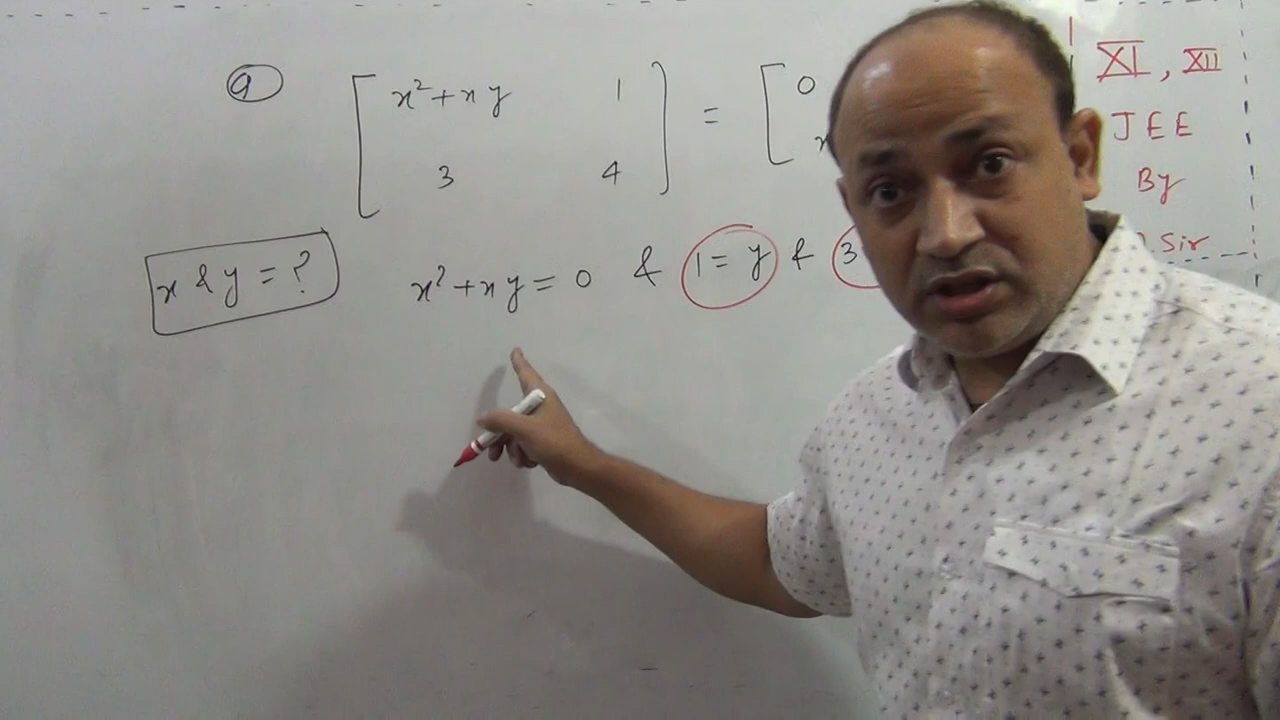 a [ x² + xy 1 ] = [ 0
3 4
x & y = ? x² + xy = 0 & 1 = y & 3
XI, XII
JEE
By
Sir